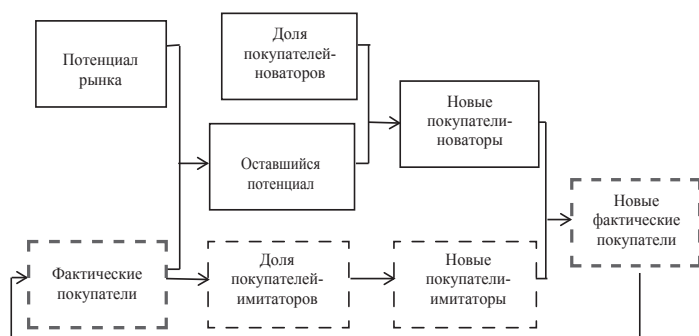 Потенциал
рынка
Доля
покупателей-
новаторов
Новые
покупатели-
новаторы
Оставшийся
потенциал
Новые
фактические
покупатели
Фактические
покупатели
Доля
покупателей-
имитаторов
Новые
покупатели-
имитаторы